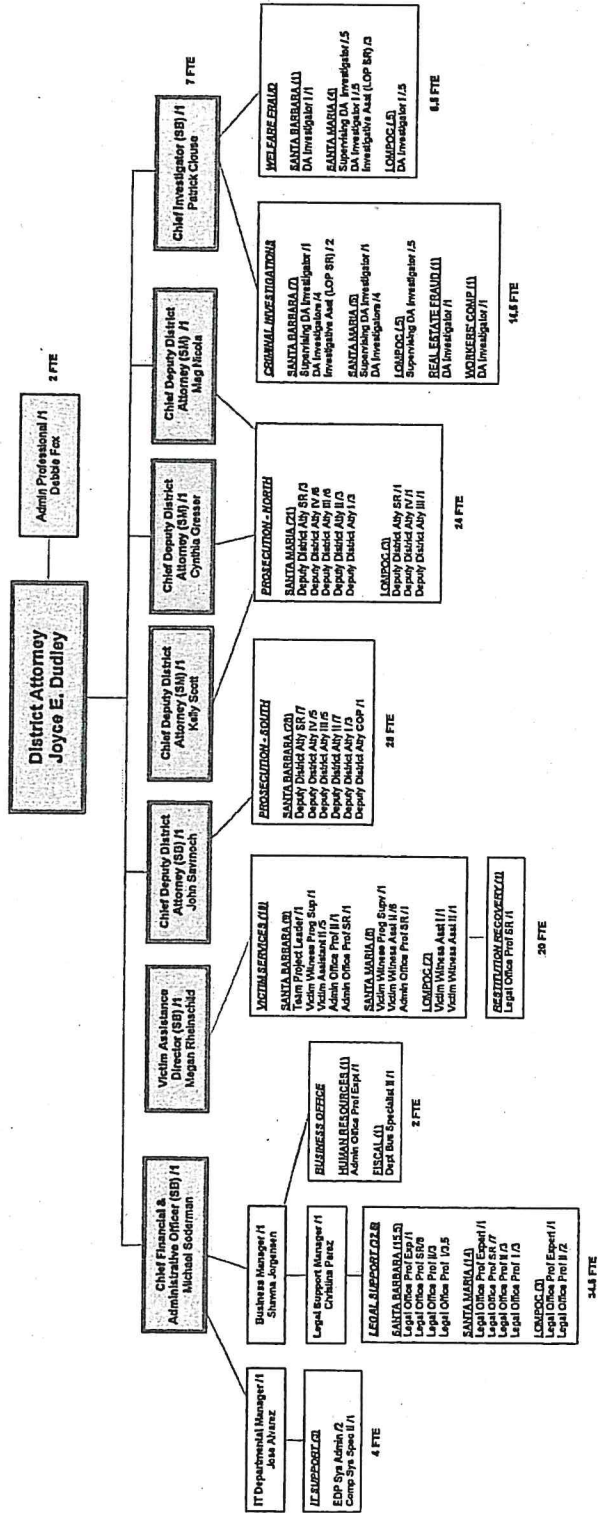 District Attorney
Joyce E. Dudley
Admin Professional /1
Debbie Fox
2 FTE
Chief Financial &
Administrative Officer (SB) /1
Michael Soderman
Victim Assistance
Director (SB) /1
Megan Rheinschild
Chief Deputy District
Attorney (SB) /1
John Savrnoch
Chief Deputy District
Attorney (SM) /1
Kelly Scott
Chief Deputy District
Attorney (SM) /1
Cynthia Gresser
Chief Deputy District
Attorney (SM) /1
Mag Nicola
Chief Investigator (SB) /1
Patrick Clouse
7 FTE
IT Departmental Manager /1
Jose Alvarez
IT SUPPORT (3)
EDP Sys Admin /2
Comp Sys Spec II /1
4 FTE
Business Manager /1
Shawna Jorgensen
Legal Support Manager /1
Christina Perez
BUSINESS OFFICE
HUMAN RESOURCES (1)
Admin Office Prof Expt /1
FISCAL (1)
Dept Bus Specialist II /1
2 FTE
LEGAL SUPPORT
SANTA BARBARA (15.5)
Legal Office Prof Exp /1
Legal Office Prof II/3
Legal Office Prof I/3.5
SANTA MARIA (14)
Legal Office Prof Expert /1
Legal Office Prof SR /7
Legal Office Prof II /3
Legal Office Prof I /3
LOMPOC (3)
Legal Office Prof Expert /1
Legal Office Prof II /2
VICTIM SERVICES
SANTA BARBARA (9)
Team Project Leader /1
Victim Witness Prog Sup /1
Victim Assistant II /5
Admin Office Prof II /1
Admin Office Prof SR /1
SANTA MARIA (8)
Victim Witness Prog Supv /1
Victim Witness Asst II /6
Admin Office Prof SR /1
LOMPOC (2)
Victim Witness Asst I /1
Victim Witness Asst II /1
RESTITUTION RECOVERY (1)
Legal Office Prof SR /1
20 FTE
PROSECUTION - SOUTH
SANTA BARBARA (28)
Deputy District Atty SR /7
Deputy District Atty IV /5
Deputy District Atty III /5
Deputy District Atty II /7
Deputy District Atty I /3
Deputy District Atty COP /1
28 FTE
PROSECUTION - NORTH
SANTA MARIA (21)
Deputy District Atty SR /3
Deputy District Atty IV /6
Deputy District Atty III /6
Deputy District Atty II /3
Deputy District Atty I /3
LOMPOC (3)
Deputy District Atty SR /1
Deputy District Atty IV /1
Deputy District Atty III /1
24 FTE
CRIMINAL INVESTIGATIONS
SANTA BARBARA (7)
Supervising DA Investigator /1
DA Investigators /4
Investigative Asst (LOP SR) / 2
SANTA MARIA (5)
Supervising DA Investigator /1
DA Investigators /4
LOMPOC (.5)
Supervising DA Investigator /.5
REAL ESTATE FRAUD (1)
DA Investigator /1
WORKERS' COMP (1)
DA Investigator /1
14.5 FTE
WELFARE FRAUD
SANTA BARBARA (1)
DA Investigator I /1
SANTA MARIA (4)
Supervising DA Investigator /.5
DA Investigator I /.5
Investigative Asst (LOP SR) /3
LOMPOC (.5)
DA Investigator I /.5
5.5 FTE
34.5 FTE